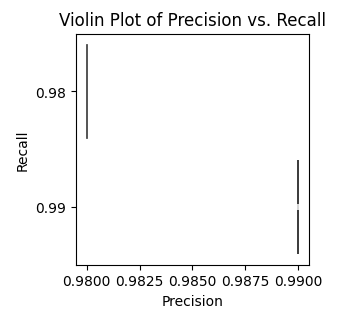 Violin Plot of Precision vs. Recall
0.98
0.99
Recall
0.9800 0.9825 0.9850 0.9875 0.9900
Precision